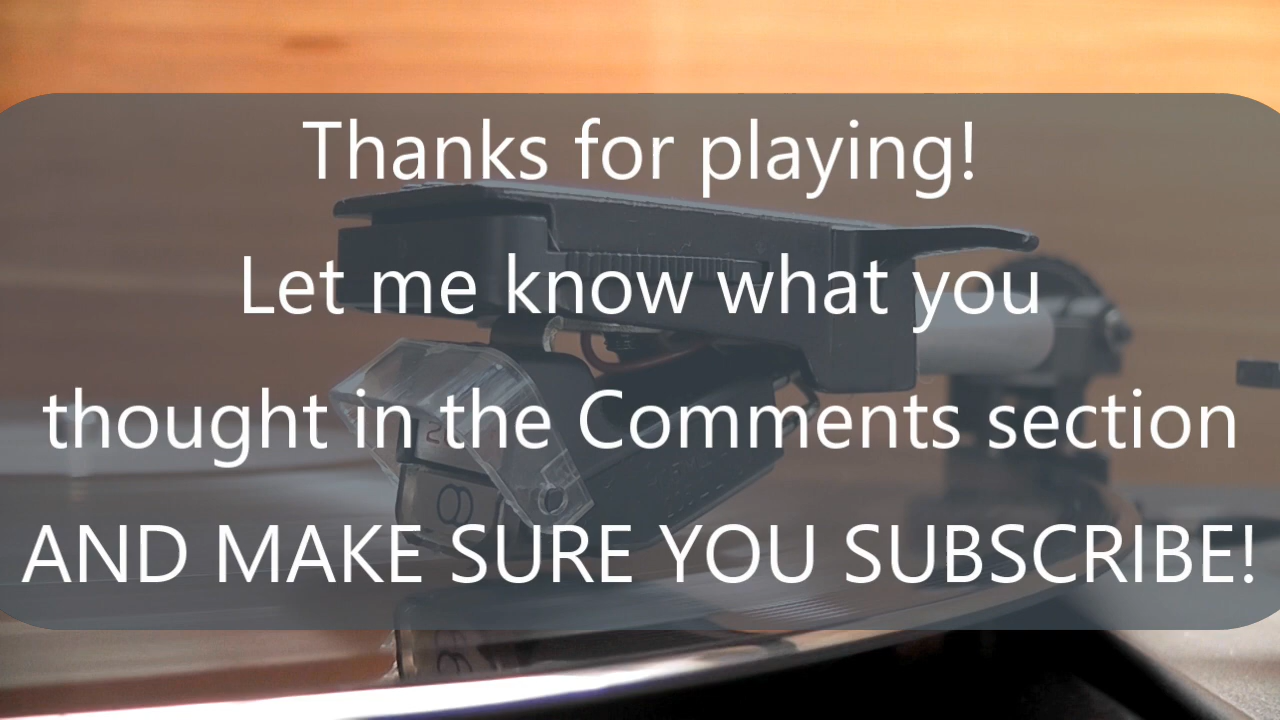 Thanks for playing!
Let me know what you
thought in the Comments section
AND MAKE SURE YOU SUBSCRIBE!